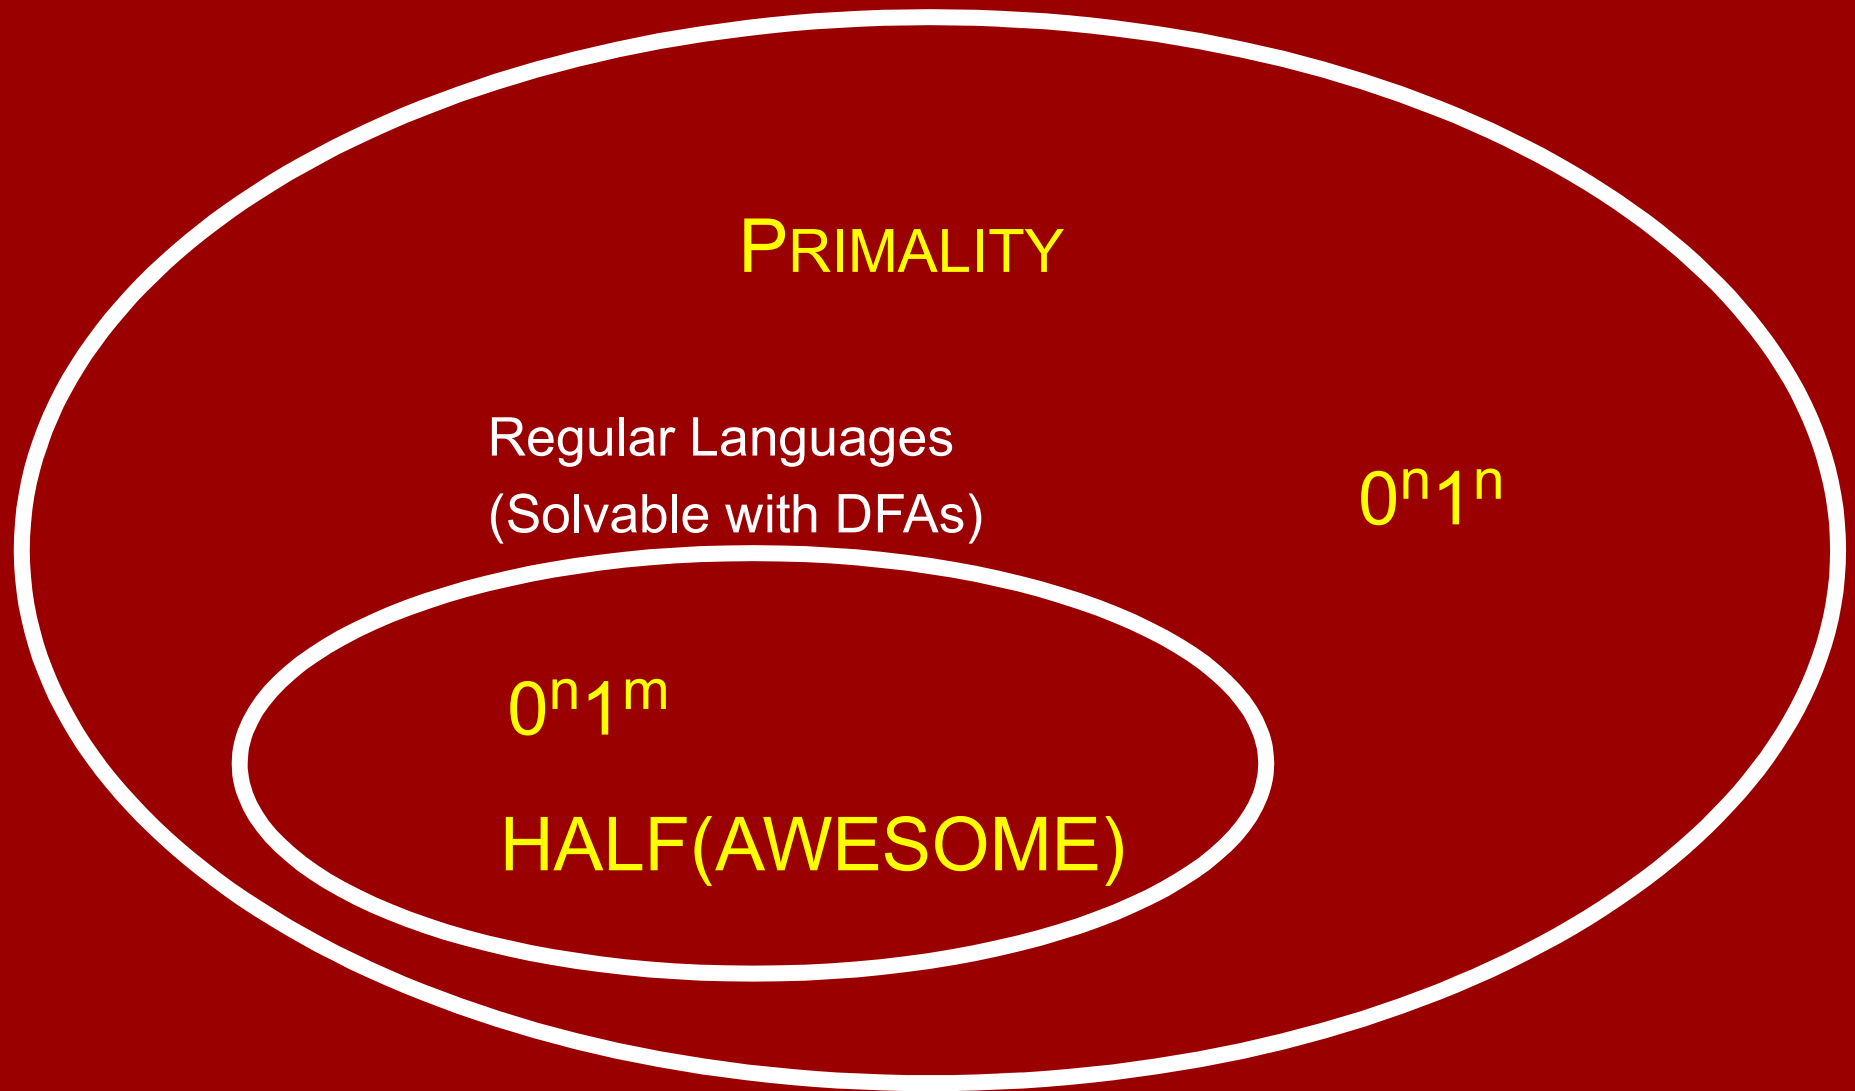 PRIMALITY
Regular Languages
(Solvable with DFAs)
0ⁿ1ⁿ
0ⁿ1ᵐ
HALF(AWESOME)